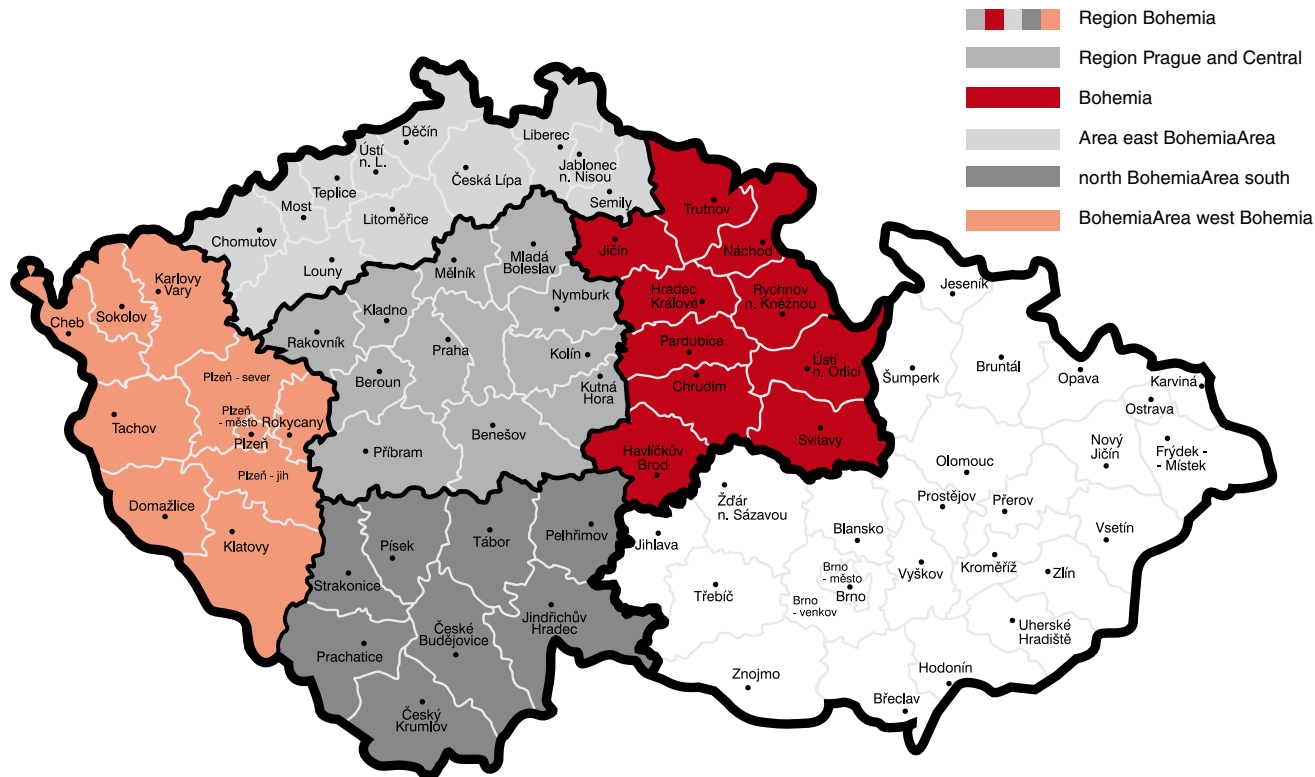 Region Bohemia
Region Prague and Central
Bohemia
Area east BohemiaArea
north BohemiaArea south
BohemiaArea west Bohemia
Děčín
Ústí
n. L.
Teplice
Most
Chomutov
Litoměřice
Louny
Česká Lípa
Liberec
Jablonec
n. Nisou
Semily
Trutnov
Jičín
Náchod
Hradec
Králové
Rychnov
n. Kněžnou
Pardubice
Chrudim
Ústí
n. Orlicí
Svitavy
Havlíčkův
Brod
Mělník
Mladá
Boleslav
Nymburk
Kladno
Rakovník
Praha
Kolín
Beroun
Kutná
Hora
Benešov
Příbram
Karlovy
Vary
Sokolov
Cheb
Plzeň - sever
Plzeň
- město
Rokycany
Plzeň
Tachov
Plzeň - jih
Domažlice
Klatovy
Písek
Tábor
Pelhřimov
Strakonice
Jindřichův
Hradec
České
Budějovice
Prachatice
Český
Krumlov
Jeseník
Šumperk
Bruntál
Opava
Karviná
Ostrava
Nový
Jičín
Frýdek -
- Místek
Olomouc
Prostějov
Přerov
Vsetín
Žďár
n. Sázavou
Jihlava
Blansko
Brno
- město
Brno
Brno
- venkov
Vyškov
Kroměříž
Zlín
Třebíč
Uherské
Hradiště
Znojmo
Hodonín
Břeclav